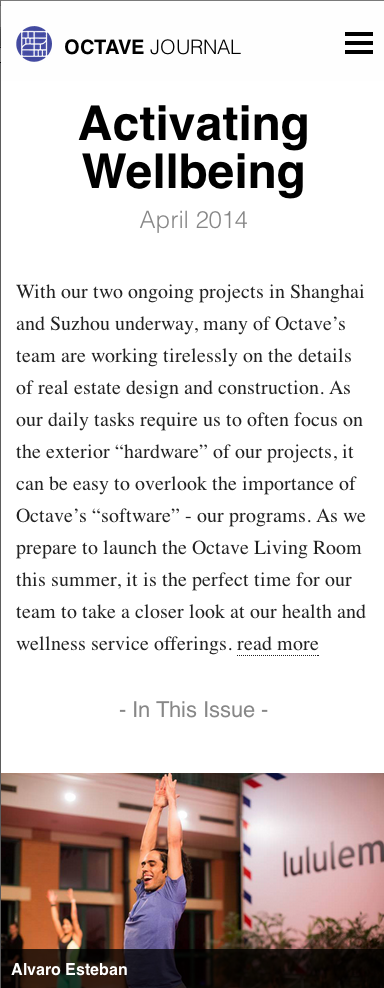 OCTAVE JOURNAL
Activating
Wellbeing
April 2014
With our two ongoing projects in Shanghai
and Suzhou underway, many of Octave’s
team are working tirelessly on the details
of real estate design and construction. As
our daily tasks require us to often focus on
the exterior “hardware” of our projects, it
can be easy to overlook the importance of
Octave’s “software” - our programs. As we
prepare to launch the Octave Living Room
this summer, it is the perfect time for our
team to take a closer look at our health and
wellness service offerings. read more
- In This Issue -
lululem
Alvaro Esteban